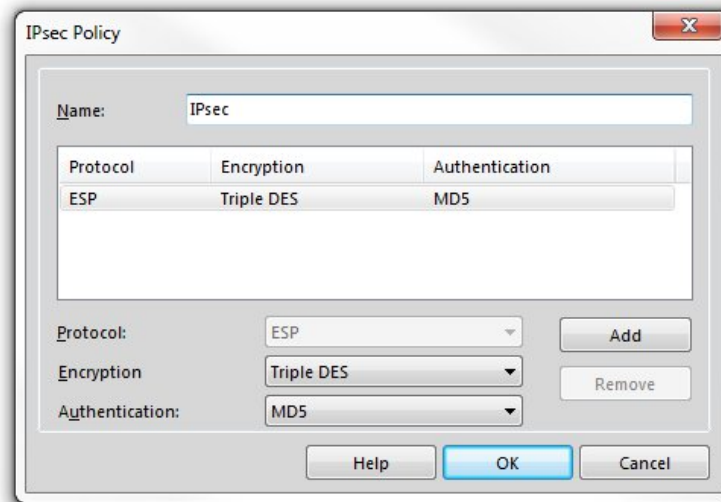 IPsec Policy
X
Name: IPsec
Protocol Encryption Authentication
ESP Triple DES MD5
Protocol: ESP Add
Encryption Triple DES Remove
Authentication: MD5
Help OK Cancel